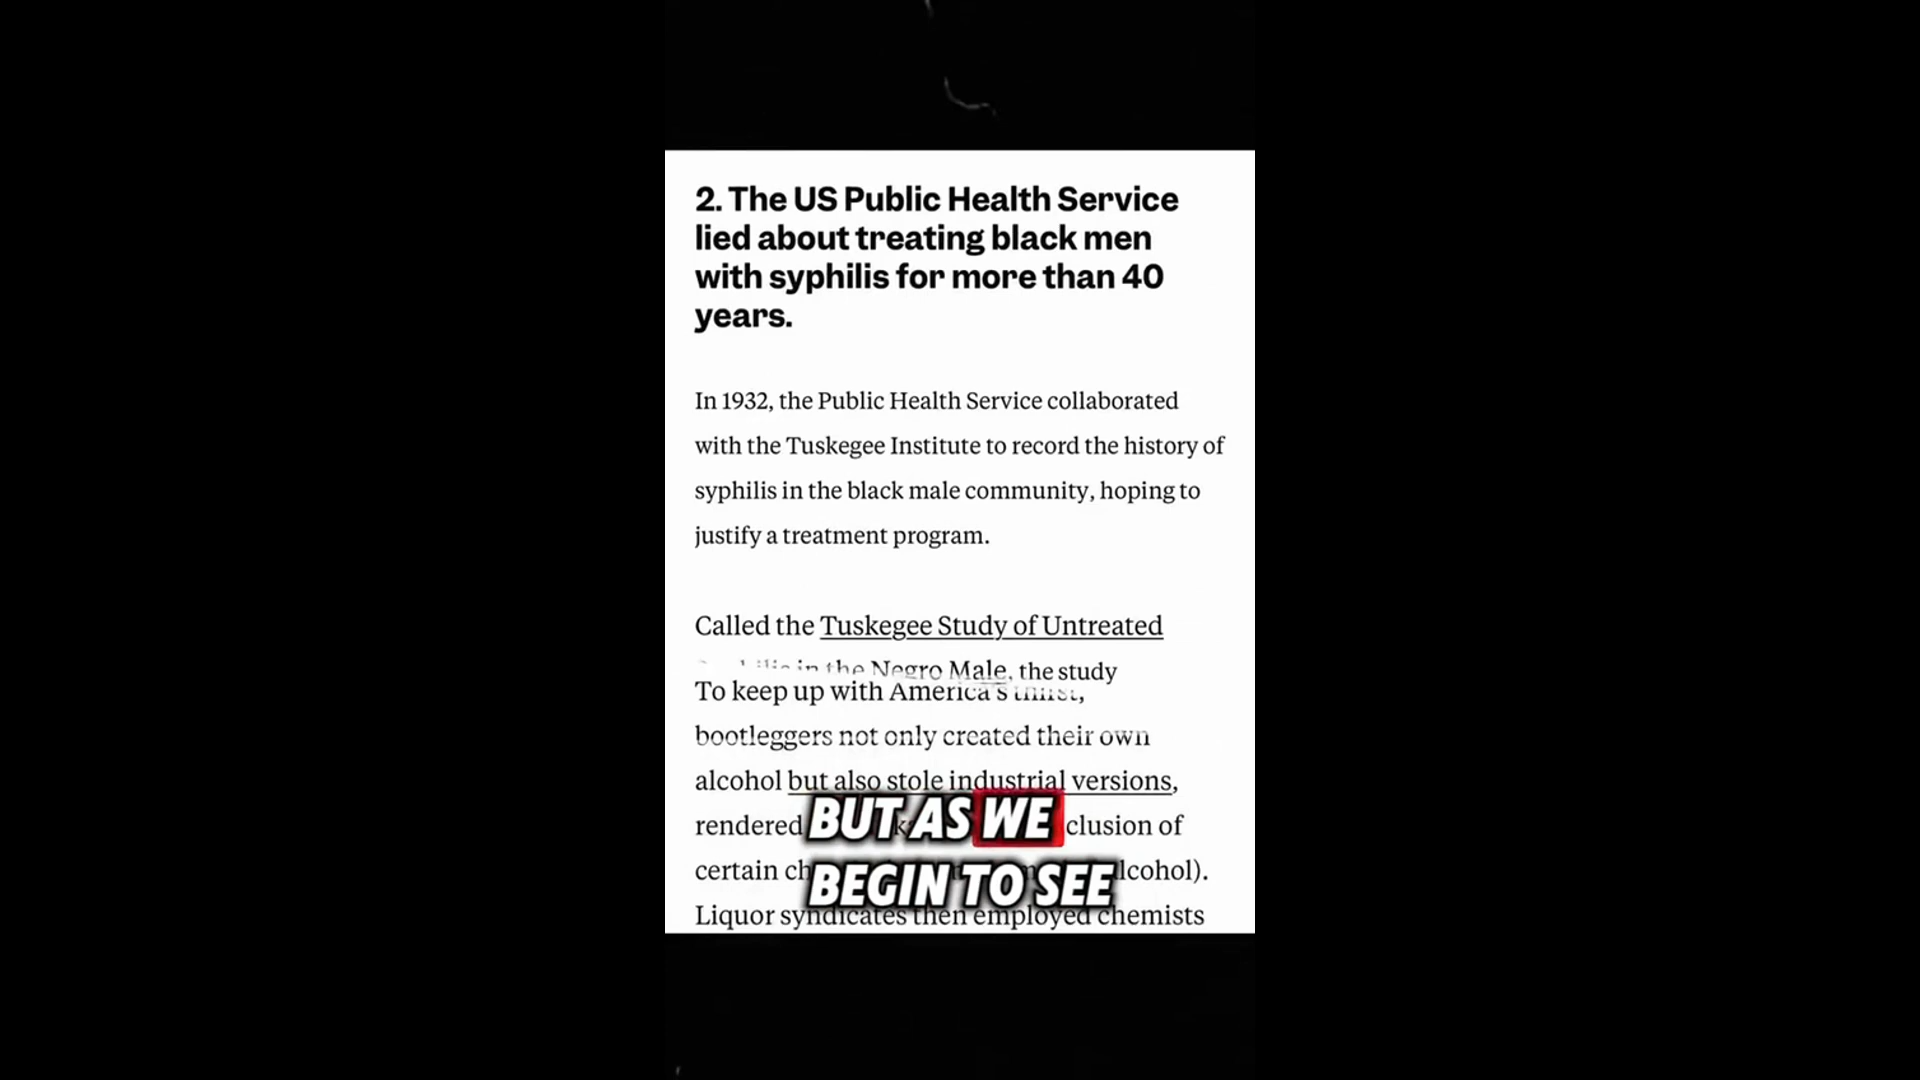 2. The US Public Health Service
lied about treating black men
with syphilis for more than 40
years.
In 1932, the Public Health Service collaborated
with the Tuskegee Institute to record the history of
syphilis in the black male community, hoping to
justify a treatment program.
Called the Tuskegee Study of Untreated
in the Negro Male, the study
To keep up with America's thirst,
bootleggers not only created their own
alcohol but also stole industrial versions,
rendered clusion of
BUT AS WE
certain lcohol).
BEGIN TO SEE
Liquor syndicates then employed chemists